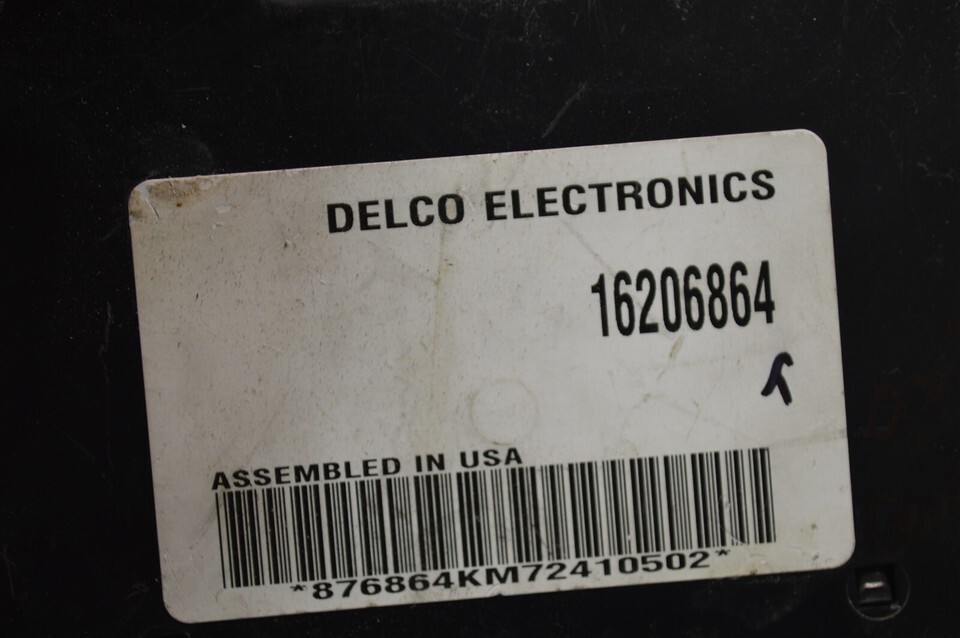 DELCO ELECTRONICS
16206864
ASSEMBLED IN USA
*876864KM72410502*